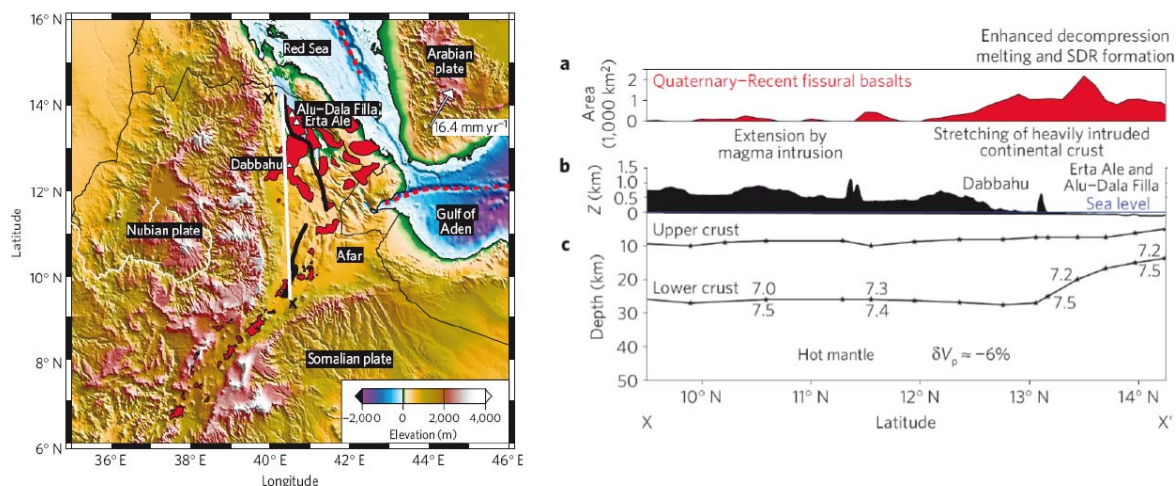 16° N
14° N
12° N
10° N
8° N
6° N
Latitude
36° E
38° E
40° E
42° E
44° E
46° E
Longitude
Red Sea
Arabian
plate
16.4 mm yr⁻¹
X
Alu-Dala Filla
Erta Ale
Dabbahu
Nubian plate
Gulf of
Aden
Afar
X
Somalian plate
-2,000 0 2,000 4,000
Elevation (m)
Enhanced decompression
melting and SDR formation
a
Quaternary–Recent fissural basalts
Area
(1,000 km²)
2
1
0
Extension by
magma intrusion
Stretching of heavily intruded
continental crust
b
Z (km)
1.5
1.0
0.5
0
Dabbahu
Erta Ale and
Alu-Dala Filla
Sea level
c
Depth (km)
10
20
30
40
50
Upper crust
Lower crust
7.0
7.5
7.3
7.4
7.2
7.5
7.2
7.5
Hot mantle δVp ≈ -6%
10° N 11° N 12° N 13° N 14° N
X Latitude X'